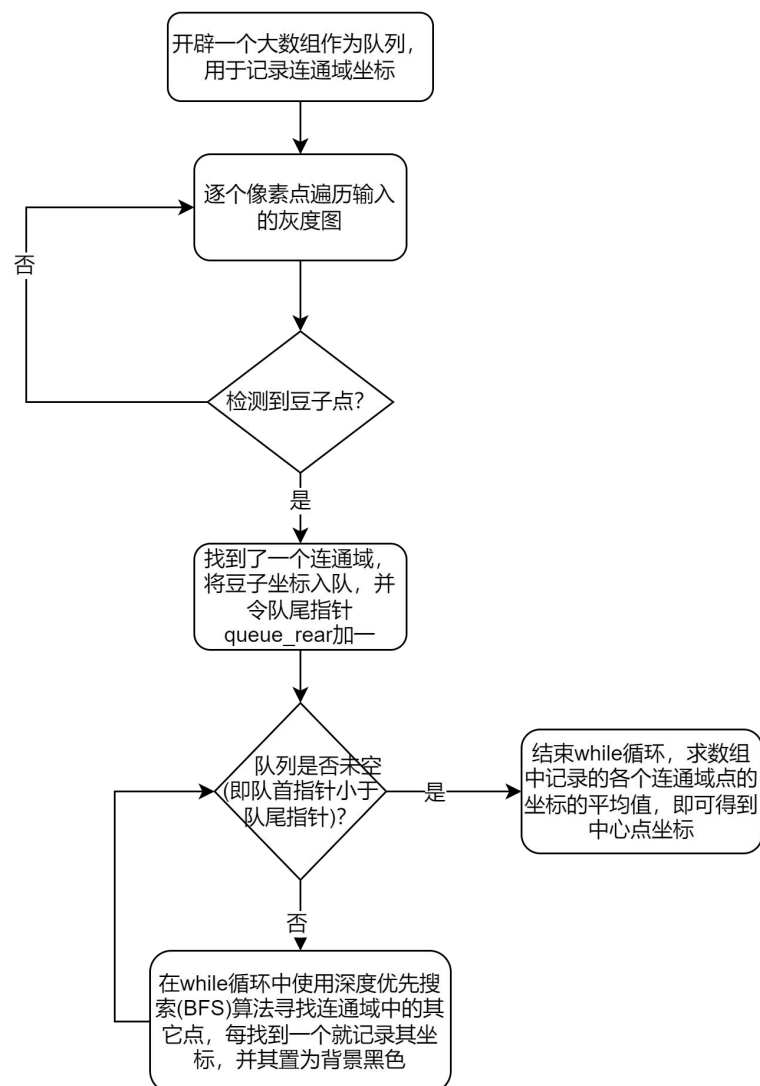 开辟一个大数组作为队列,
用于记录连通域坐标
逐个像素点遍历输入
的灰度图
否
检测到豆子点?
是
找到了一个连通域,
将豆子坐标入队，并
令队尾指针
queue_rear加一
队列是否未空
(即队首指针小于
队尾指针)?
是
结束while循环，求数组
中记录的各个连通域点的
坐标的平均值，即可得到
中心点坐标
否
在while循环中使用深度优先搜
索(BFS)算法寻找连通域中的其
它点，每找到一个就记录其坐
标，并其置为背景黑色